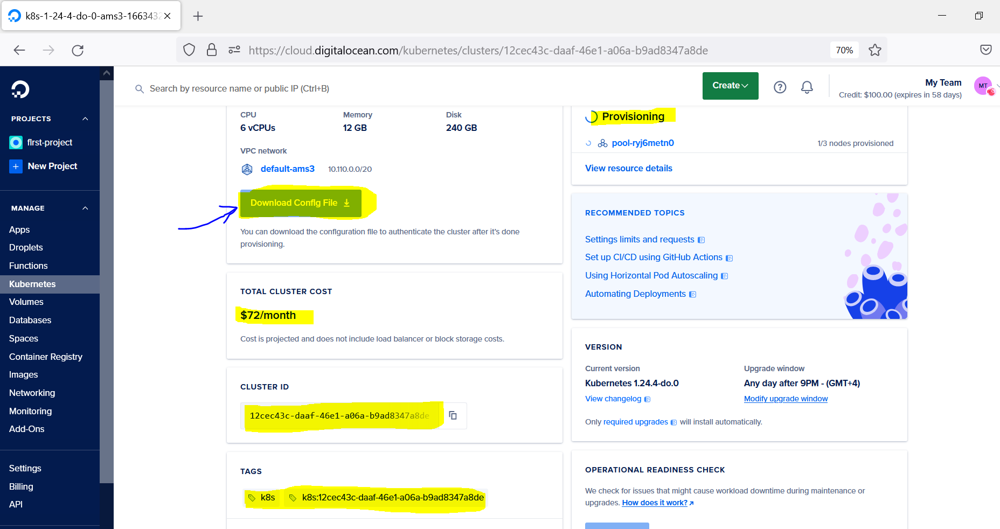 k8s-1-24-4-do-0-ams3-1663432
https://cloud.digitalocean.com/kubernetes/clusters/12cec43c-daaf-46e1-a06a-b9ad8347a8de
70%
Search by resource name or public IP (Ctrl+B)
Create
My Team
Credit: $100.00 (expires in 58 days)
MT
PROJECTS
first-project
New Project
MANAGE
Apps
Droplets
Functions
Kubernetes
Volumes
Databases
Spaces
Container Registry
Images
Networking
Monitoring
Add-Ons
Settings
Billing
API
CPU Memory Disk
6 vCPUs 12 GB 240 GB
VPC network
default-ams3 10.110.0.0/20
Download Config File
You can download the configuration file to authenticate the cluster after it's done
provisioning.
TOTAL CLUSTER COST
$72/month
Cost is projected and does not include load balancer or block storage costs.
CLUSTER ID
12cec43c-daaf-46e1-a06a-b9ad8347a8de
TAGS
k8s k8s:12cec43c-daaf-46e1-a06a-b9ad8347a8de
Provisioning
pool-ryj6metn0 1/3 nodes provisioned
View resource details
RECOMMENDED TOPICS
Settings limits and requests
Set up CI/CD using GitHub Actions
Using Horizontal Pod Autoscaling
Automating Deployments
VERSION
Current version Upgrade window
Kubernetes 1.24.4-do.0 Any day after 9PM - (GMT+4)
View changelog Modify upgrade window
Only required upgrades will install automatically.
OPERATIONAL READINESS CHECK
We check for issues that might cause workload downtime during maintenance or
upgrades. How does it work?